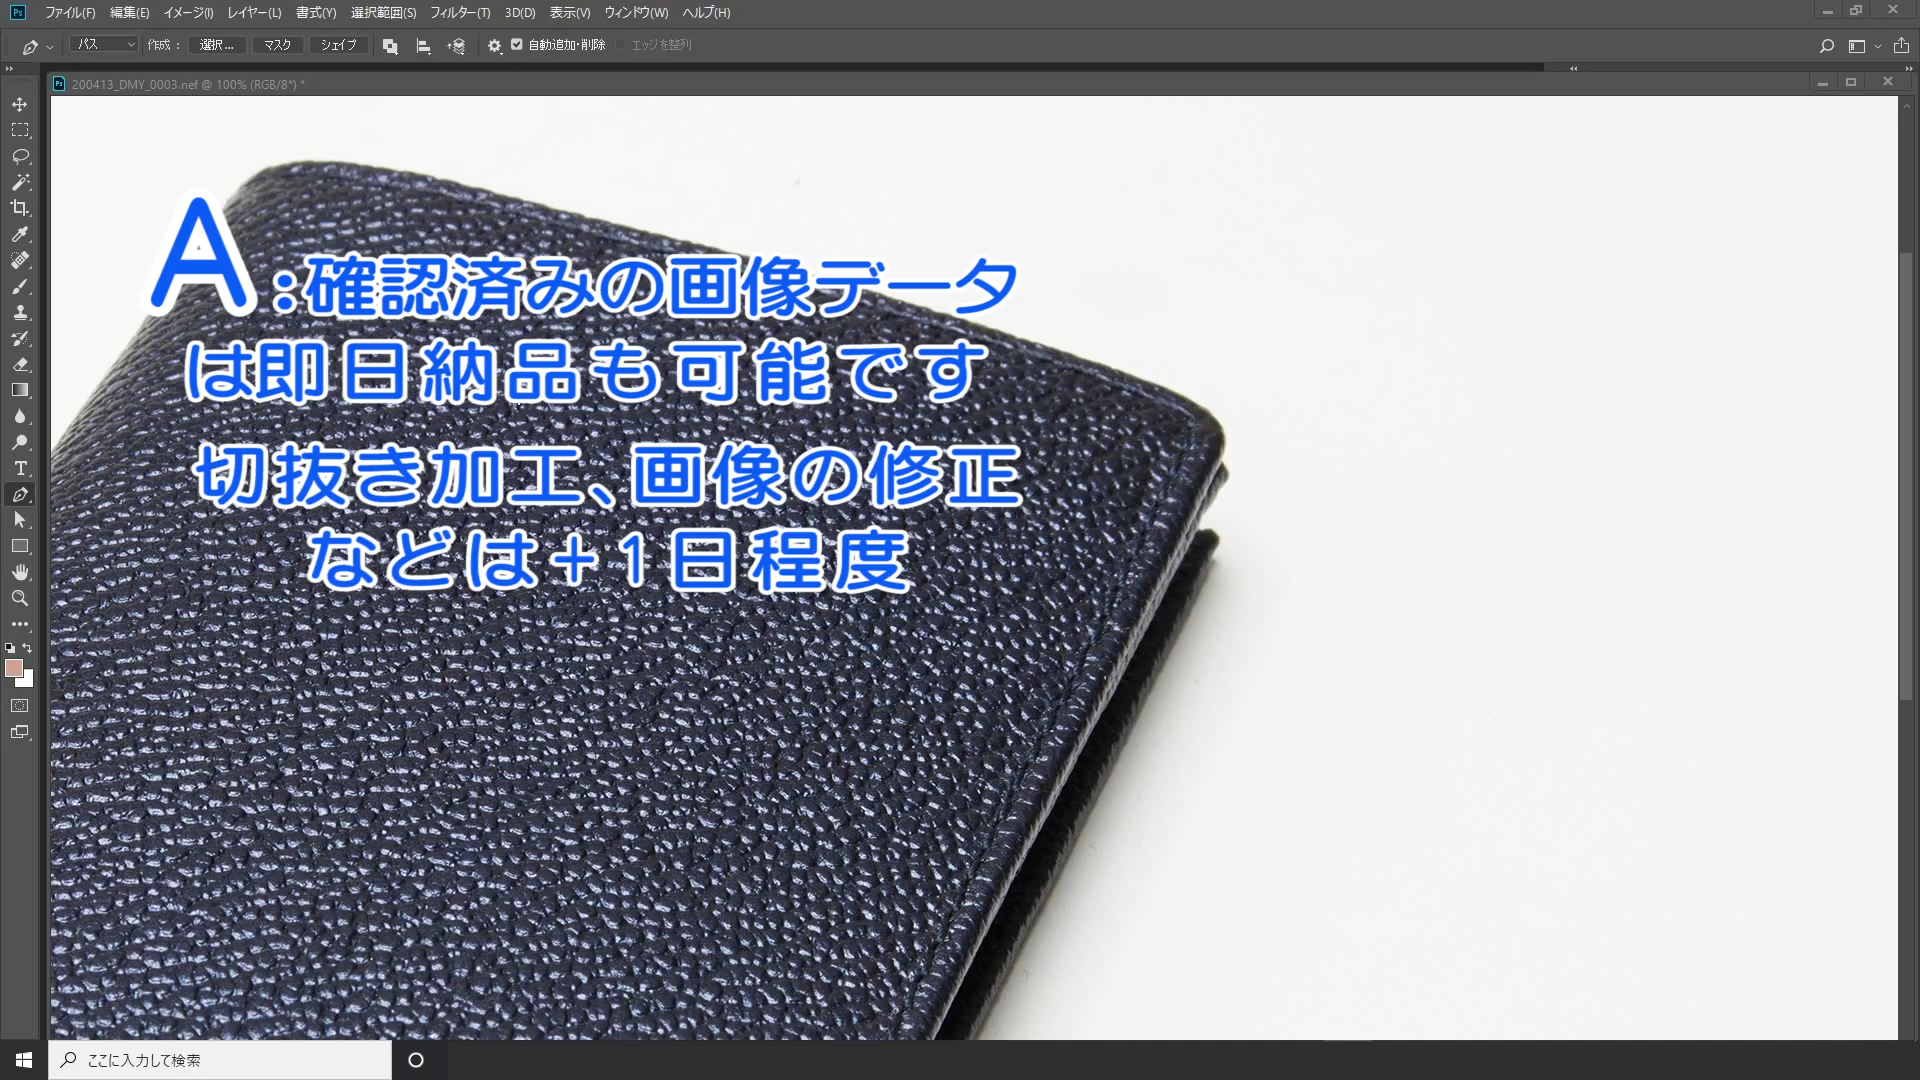 Ps ファイル(F) 編集(E) イメージ(I) レイヤー(L) 書式(Y) 選択範囲(S) フィルター(T) 3D(D) 表示(V) ウィンドウ(W) ヘルプ(H)
パス 作成： 選択... マスク シェイプ 自動追加・削除 エッジを整列
Ps 200413_DMY_0003.nef @ 100% (RGB/8*) *
A:確認済みの画像データ
は即日納品も可能です
切抜き加工、画像の修正
などは+1日程度
ここに入力して検索